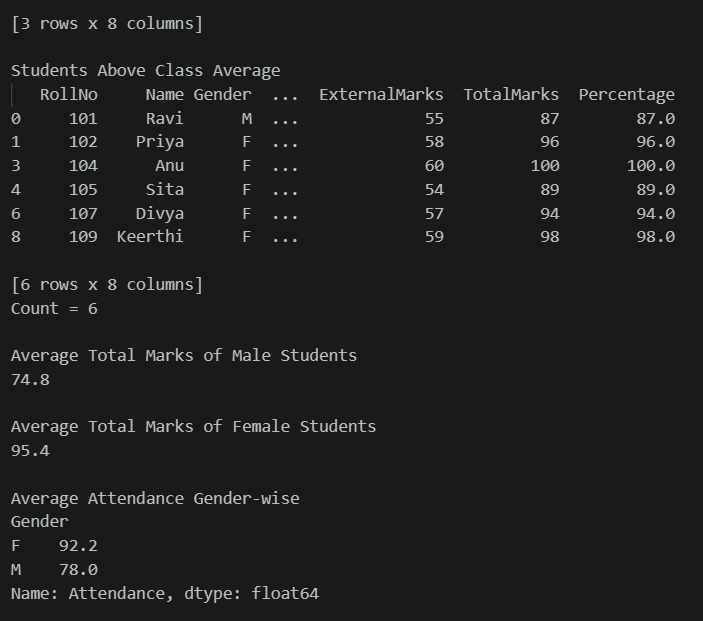 [3 rows x 8 columns]
Students Above Class Average
RollNo Name Gender ... ExternalMarks TotalMarks Percentage
0 101 Ravi M ... 55 87 87.0
1 102 Priya F ... 58 96 96.0
3 104 Anu F ... 60 100 100.0
4 105 Sita F ... 54 89 89.0
6 107 Divya F ... 57 94 94.0
8 109 Keerthi F ... 59 98 98.0
[6 rows x 8 columns]
Count = 6
Average Total Marks of Male Students
74.8
Average Total Marks of Female Students
95.4
Average Attendance Gender-wise
Gender
F 92.2
M 78.0
Name: Attendance, dtype: float64